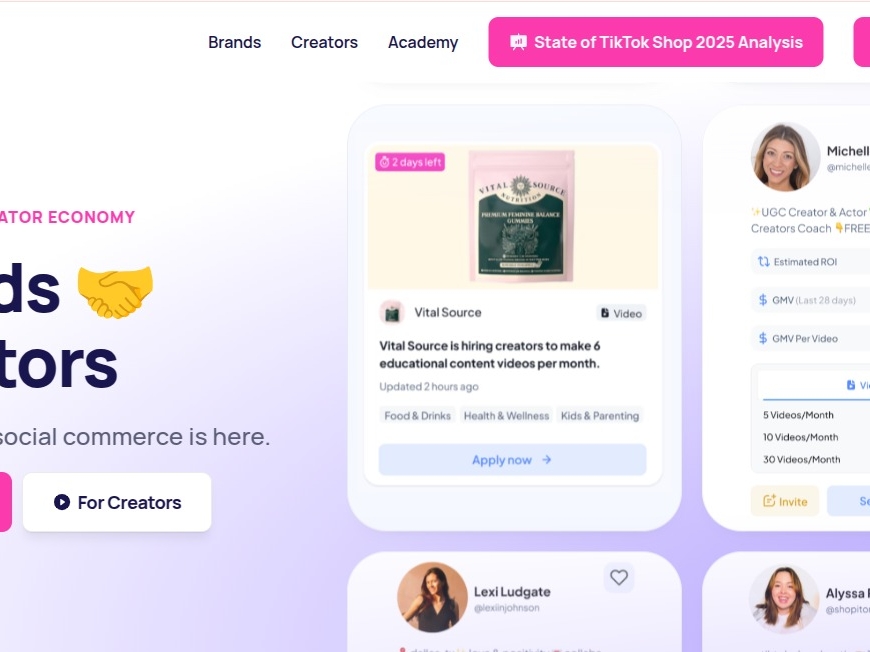 Brands Creators Academy State of TikTok Shop 2025 Analysis
ATOR ECONOMY
ds
tors
social commerce is here.
For Creators
2 days left
VITAL SOURCE
NUTRITION
PREMIUM FEMININE BALANCE
GUMMIES
Vital Source Video
Vital Source is hiring creators to make 6
educational content videos per month.
Updated 2 hours ago
Food & Drinks Health & Wellness Kids & Parenting
Apply now
Michell
@michelle
✨UGC Creator & Actor
Creators Coach 👇FREE
Estimated ROI
GMV (Last 28 days)
GMV Per Video
Vi
5 Videos/Month
10 Videos/Month
30 Videos/Month
Invite Se
Lexi Ludgate
@lexiinjohnson
Alyssa
@shopito